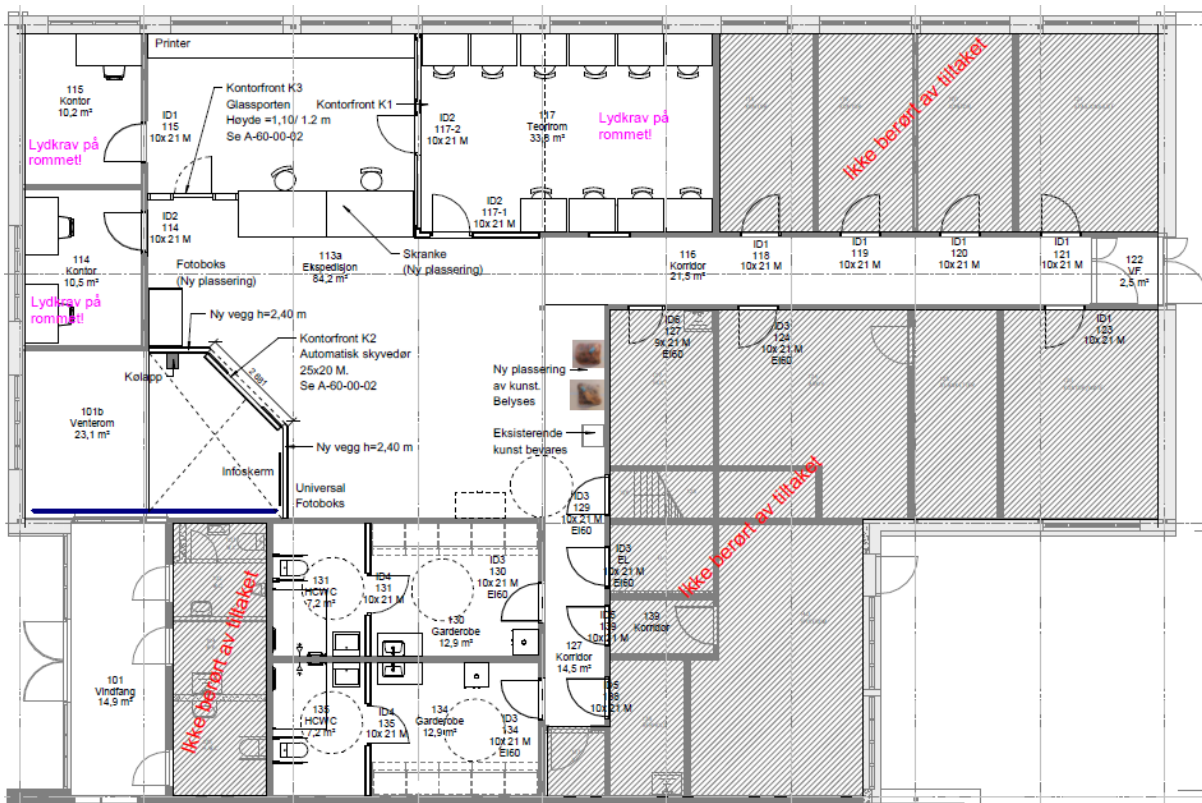 Printer
115
Kontor
10,2 m²
Lydkrav på
rommet!
ID1
115
10x 21 M
Kontorfront K3
Glassporten
Høyde =1,10/ 1.2 m
Se A-60-00-02
Kontorfront K1
ID2
117-2
10x 21 M
117
Teorirom
33,8 m²
Lydkrav på
rommet!
ID2
117-1
10x 21 M
Ikke berørt av tiltaket
ID2
114
10x 21 M
114
Kontor
10,5 m²
Lydkrav på
rommet!
Fotoboks
(Ny plassering)
113a
Ekspedisjon
84,2 m²
Skranke
(Ny plassering)
116
Korridor
21,5 m²
ID1
118
10x 21 M
ID1
119
10x 21 M
ID1
120
10x 21 M
ID1
121
10x 21 M
122
VF
2,5 m²
Ny vegg h=2,40 m
Kontorfront K2
Automatisk skyvedør
25x20 M.
Se A-60-00-02
2 661
Kølapp
101b
Venterom
23,1 m²
Ny vegg h=2,40 m
Infoskerm
Universal
Fotoboks
Ny plassering
av kunst.
Belyses
Eksisterende
kunst bevares
ID6
127
9x 21 M
EI60
ID3
124
10x 21 M
EI60
ID1
123
10x 21 M
ID3
129
10x 21 M
EI60
Ikke berørt av tiltaket
ID3
EL
10x 21 M
EI60
131
HCWC
7,2 m²
ID4
131
10x 21 M
ID3
130
10x 21 M
EI60
130
Garderobe
12,9 m²
ID5
139
10x 21 M
139
Korridor
127
Korridor
14,5 m²
101
Vindfang
14,9 m²
Ikke berørt av tiltaket
135
HCWC
7,2 m²
ID4
135
10x 21 M
134
Garderobe
12,9 m²
ID3
134
10x 21 M
EI60
138
10x 21 M